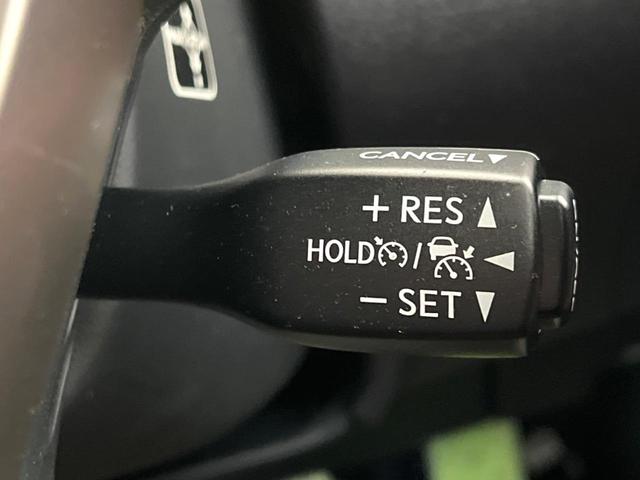 CANCEL▼
+ RES ▲
HOLD / ◀
− SET ▼